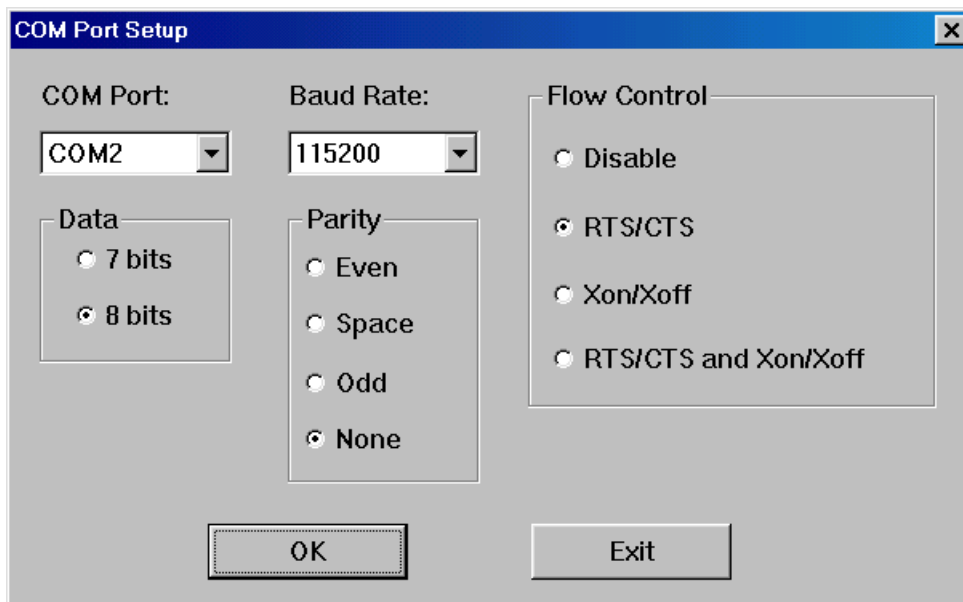 COM Port Setup
COM Port:
COM2
Baud Rate:
115200
Data
7 bits
8 bits
Parity
Even
Space
Odd
None
Flow Control
Disable
RTS/CTS
Xon/Xoff
RTS/CTS and Xon/Xoff
OK
Exit